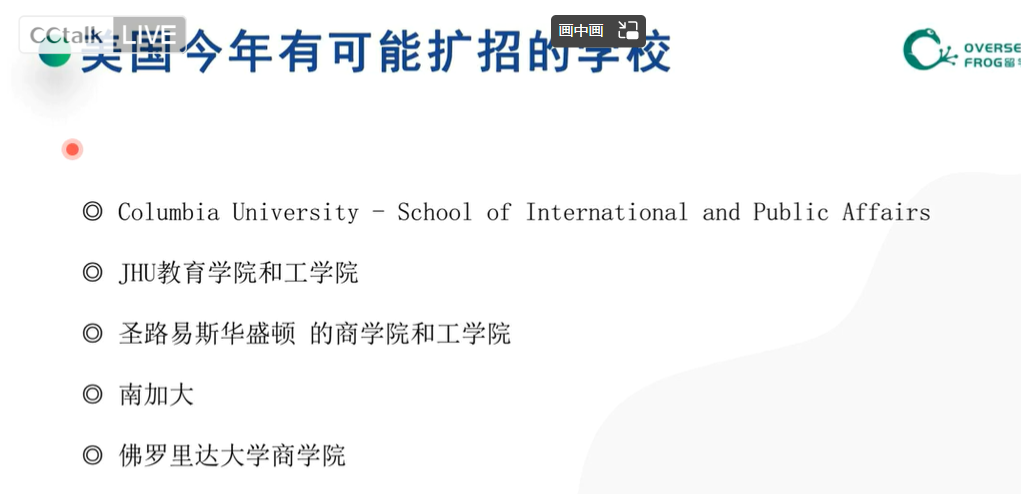 CCtalk LIVE
画中画
美国今年有可能扩招的学校
OVERSE
FROG留学
◎ Columbia University - School of International and Public Affairs
◎ JHU教育学院和工学院
◎ 圣路易斯华盛顿 的商学院和工学院
◎ 南加大
◎ 佛罗里达大学商学院